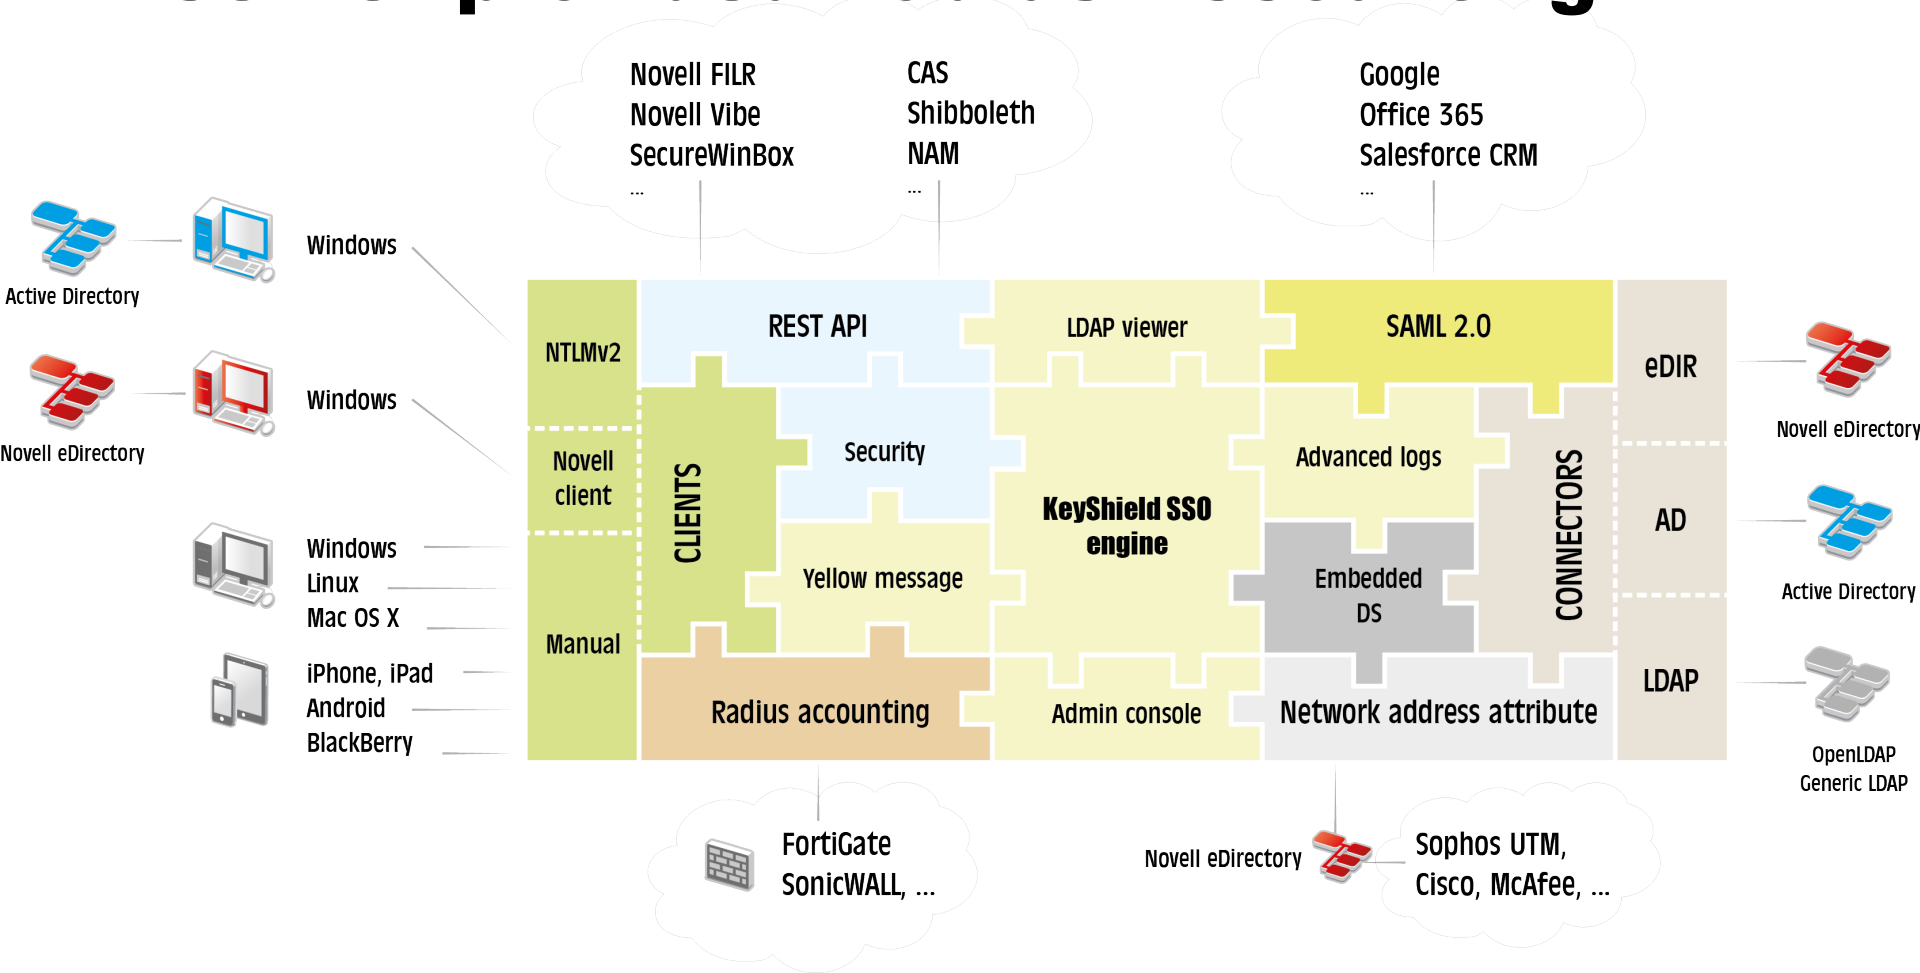 Novell FILR
Novell Vibe
SecureWinBox
...
CAS
Shibboleth
NAM
...
Google
Office 365
Salesforce CRM
...
Active Directory
Windows
Novell eDirectory
Windows
Windows
Linux
Mac OS X
iPhone, iPad
Android
BlackBerry
NTLMv2
Novell
client
Manual
CLIENTS
REST API
LDAP viewer
SAML 2.0
Security
KeyShield SSO
engine
Advanced logs
Yellow message
Embedded
DS
CONNECTORS
Radius accounting
Admin console
Network address attribute
eDIR
AD
LDAP
Novell eDirectory
Active Directory
OpenLDAP
Generic LDAP
FortiGate
SonicWALL, ...
Novell eDirectory
Sophos UTM,
Cisco, McAfee, ...